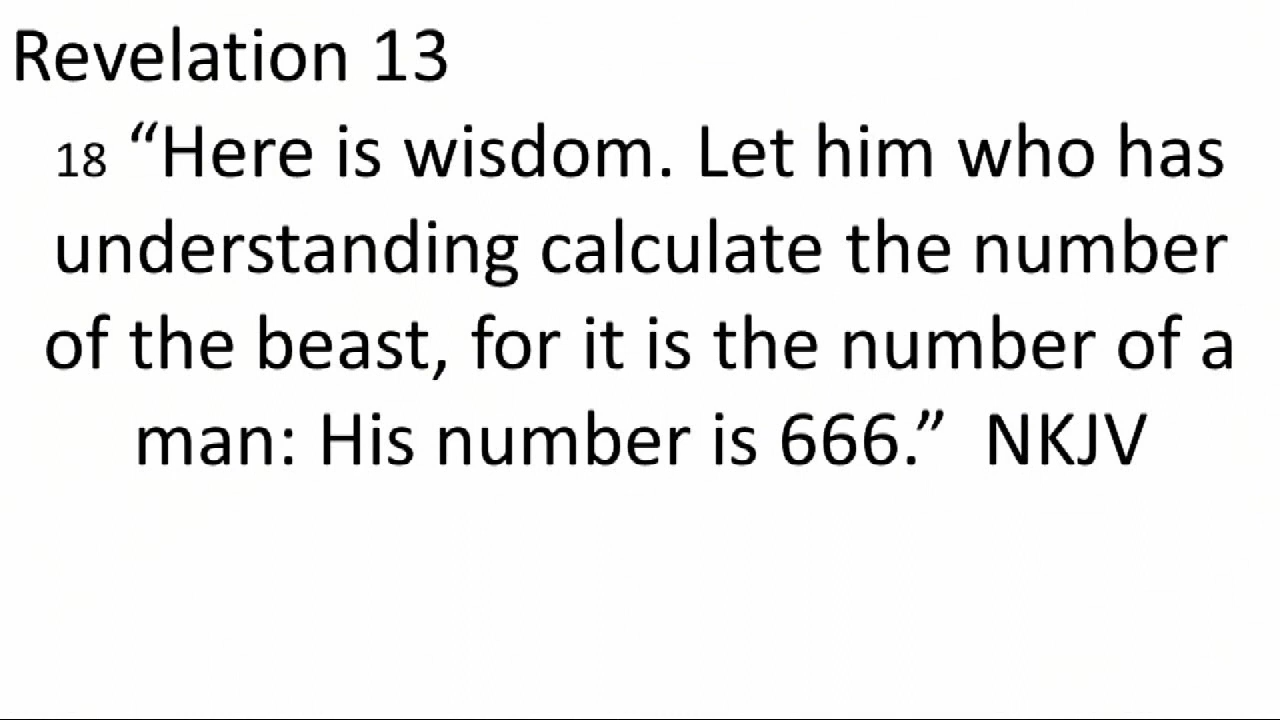 Revelation 13
18 “Here is wisdom. Let him who has
understanding calculate the number
of the beast, for it is the number of a
man: His number is 666.”  NKJV